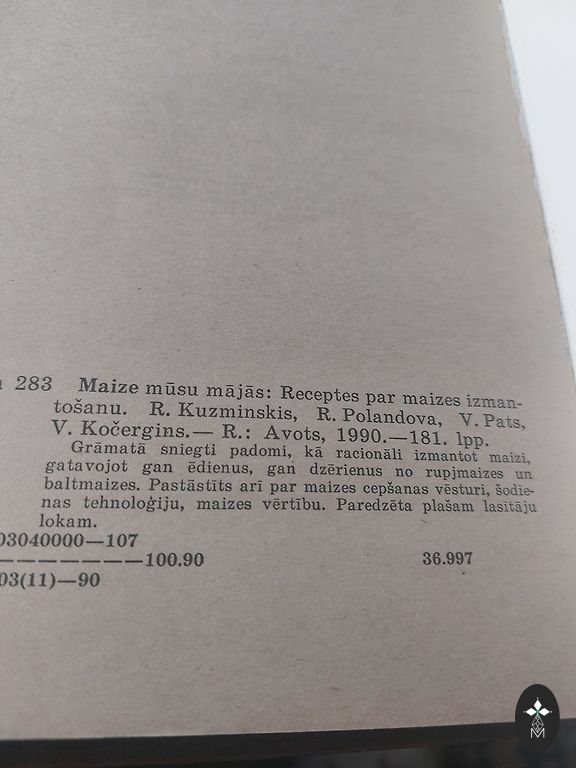 283 Maize mūsu mājās: Receptes par maizes izman-
tošanu. R. Kuzminskis, R. Polandova, V. Pats,
V. Kočergins.— R.: Avots, 1990.—181. lpp.
Grāmatā sniegti padomi, kā racionāli izmantot maizi,
gatavojot gan ēdienus, gan dzērienus no rupjmaizes un
baltmaizes. Pastāstīts arī par maizes cepšanas vēsturi, šodie-
nas tehnoloģiju, maizes vērtību. Paredzēta plašam lasītāju
lokam.
03040000—107
———————100.90 36.997
03(11)—90